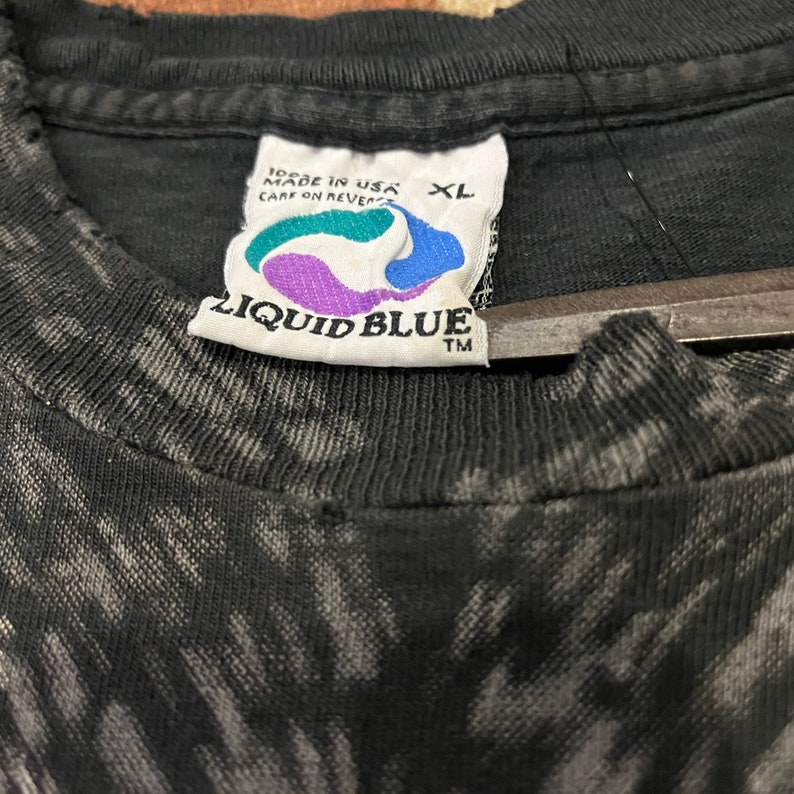 MADE IN USA XL
CARE ON REVERSE
LIQUID BLUE
TM